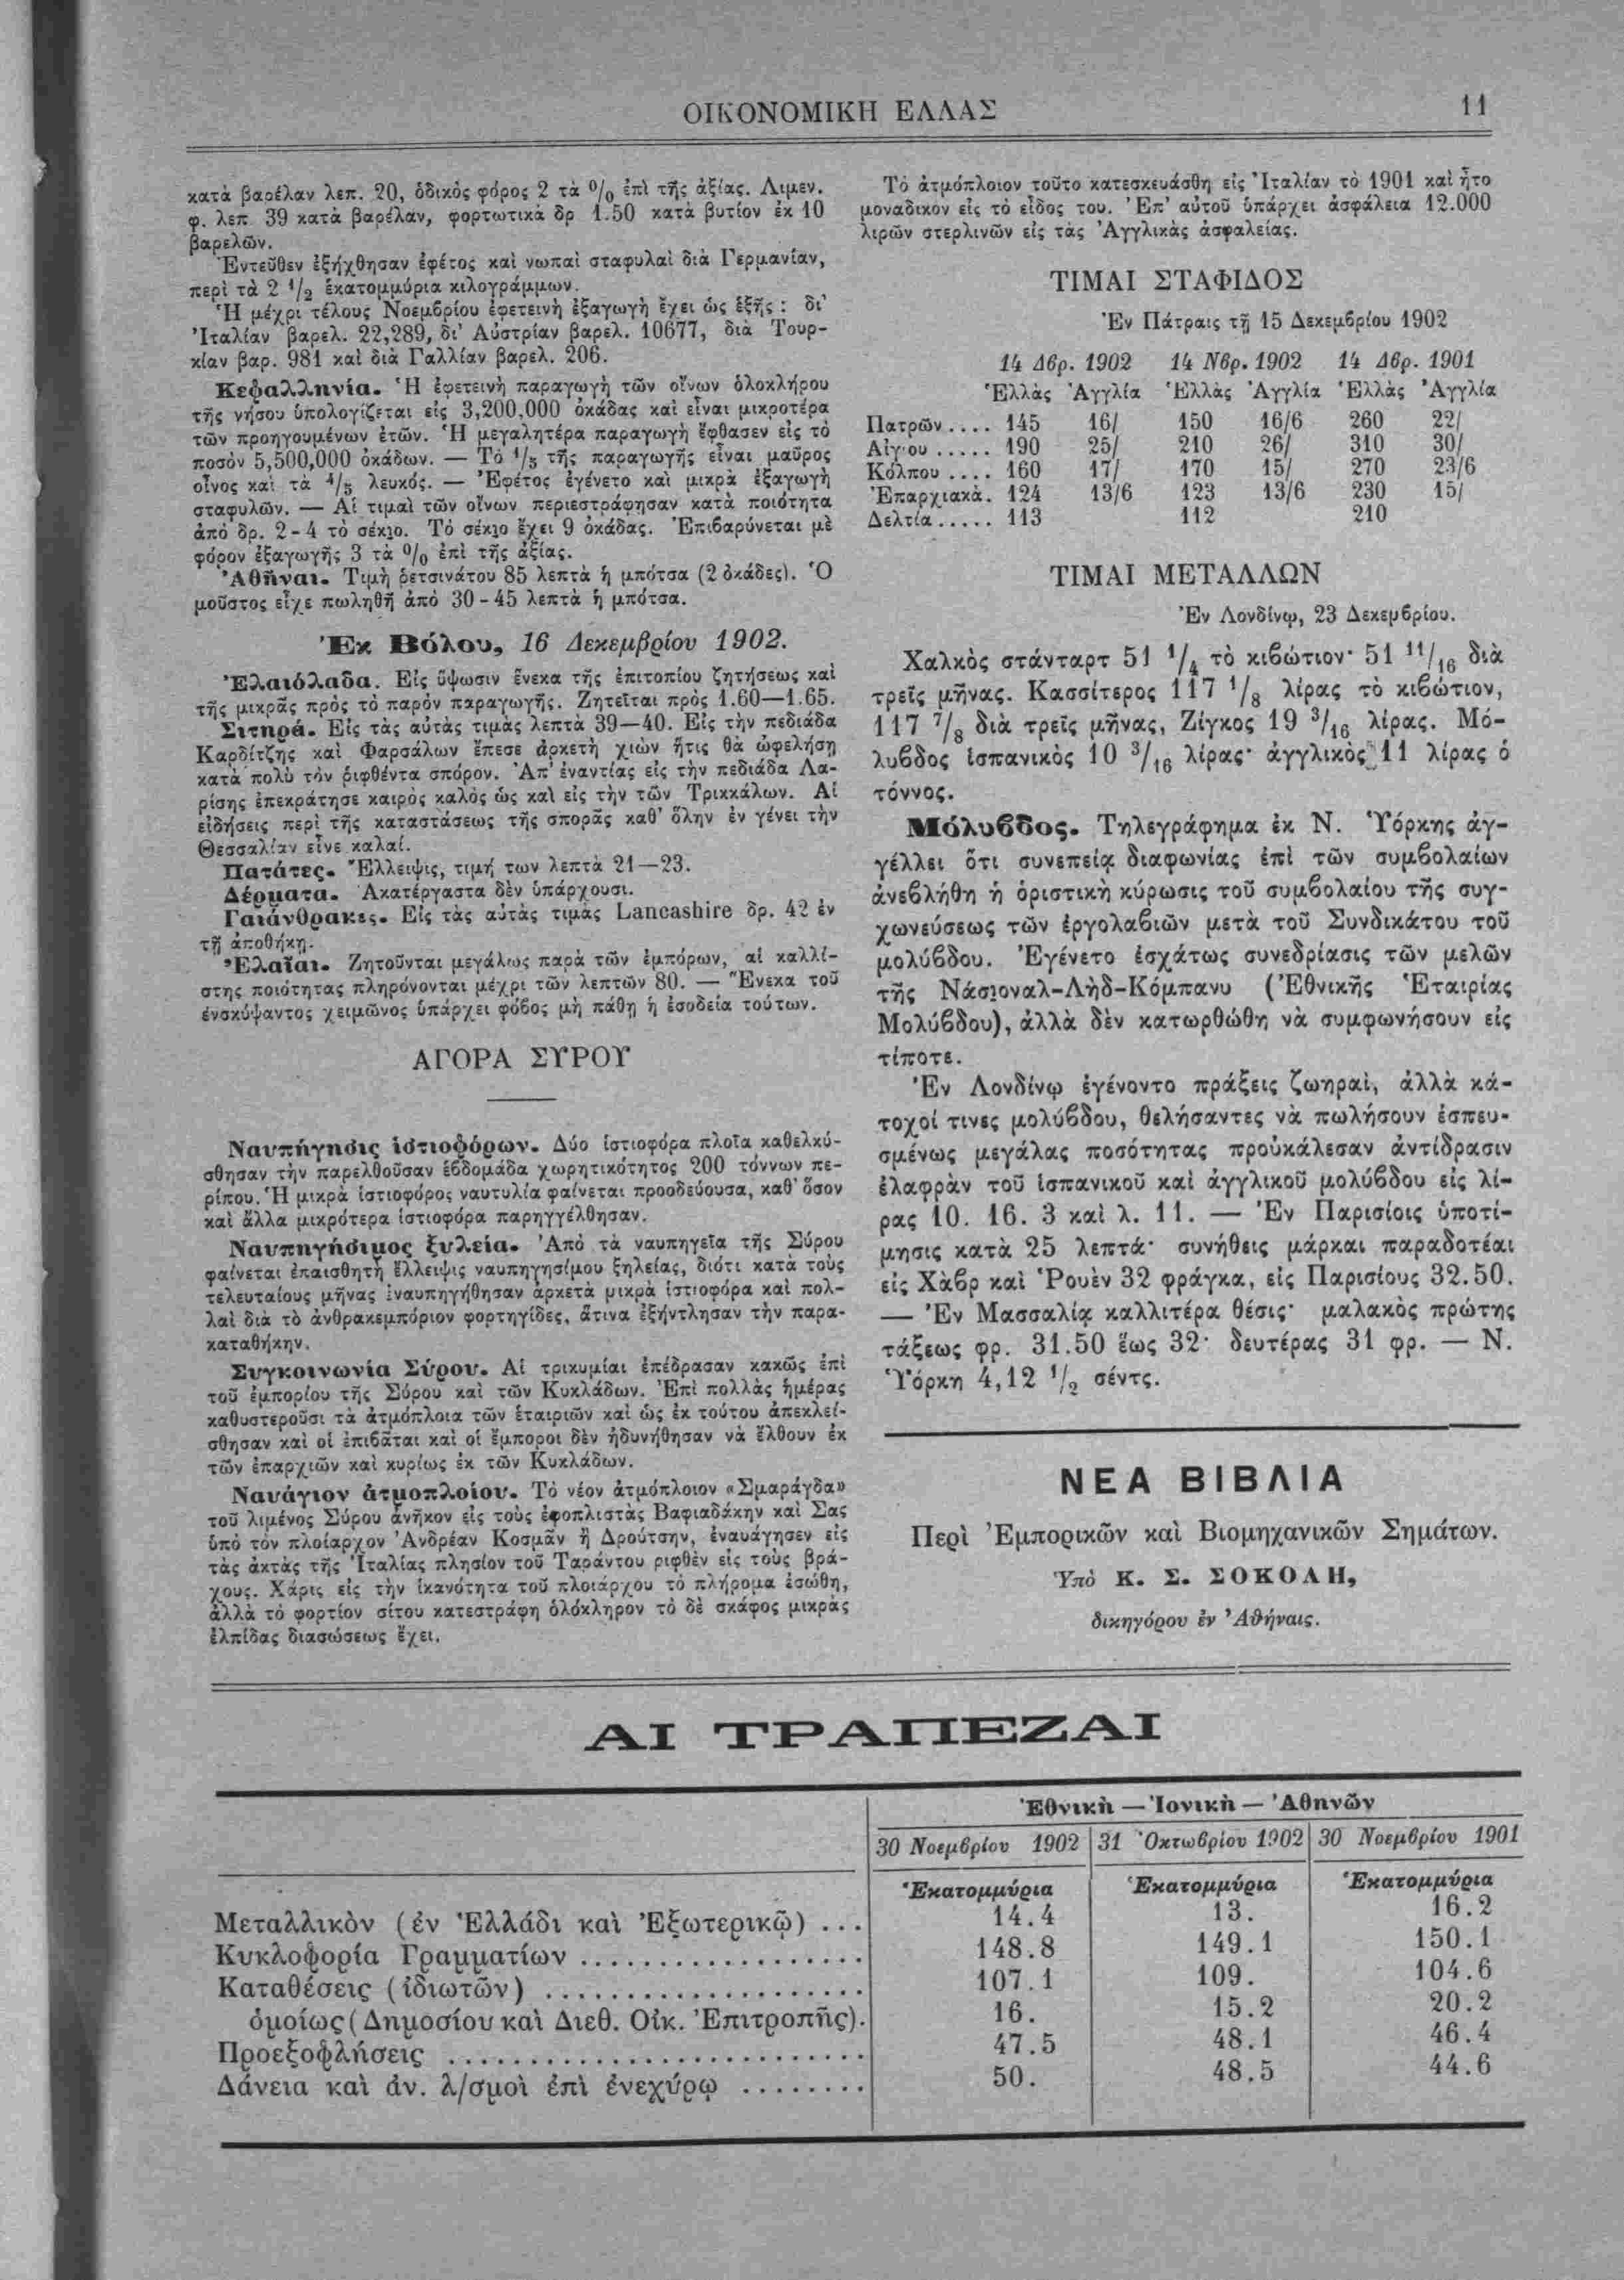 ΟΙΚΟΝΟΜΙΚΗ ΕΛΛΑΣ
11
κατὰ βαρέλαν λεπ. 20, ὁδικὸς φόρος 2 τὰ ⁰/₀ ἐπὶ τῆς ἀξίας. Λιμεν.
φ. λεπ. 39 κατὰ βαρέλαν, φορτωτικὰ δρ 1.50 κατὰ βυτίον ἐκ 10
βαρελῶν.
Ἐντεῦθεν ἐξήχθησαν ἐφέτος καὶ νωπαὶ σταφυλαὶ διὰ Γερμανίαν,
περὶ τὰ 2 ¹/₂ ἑκατομμύρια κιλογράμμων.
Ἡ μέχρι τέλους Νοεμβρίου ἐφετεινὴ ἐξαγωγὴ ἔχει ὡς ἑξῆς : δι'
Ἰταλίαν βαρελ. 22,289, δι' Αὐστρίαν βαρελ. 10677, διὰ Τουρ-
κίαν βαρ. 981 καὶ διὰ Γαλλίαν βαρελ. 206.
Κεφαλληνία. Ἡ ἐφετεινὴ παραγωγὴ τῶν οἴνων ὁλοκλήρου
τῆς νήσου ὑπολογίζεται εἰς 3,200,000 ὀκάδας καὶ εἶναι μικροτέρα
τῶν προηγουμένων ἐτῶν. Ἡ μεγαλητέρα παραγωγὴ ἔφθασεν εἰς τὸ
ποσὸν 5,500,000 ὀκάδων. — Τὸ ¹/₅ τῆς παραγωγῆς εἶναι μαῦρος
οἶνος καὶ τὰ ⁴/₅ λευκός. — Ἐφέτος ἐγένετο καὶ μικρὰ ἐξαγωγὴ
σταφυλῶν. — Αἱ τιμαὶ τῶν οἴνων περιεστράφησαν κατὰ ποιότητα
ἀπὸ δρ. 2-4 τὸ σέκιο. Τὸ σέκιο ἔχει 9 ὀκάδας. Ἐπιβαρύνεται μὲ
φόρον ἐξαγωγῆς 3 τὰ ⁰/₀ ἐπὶ τῆς ἀξίας.
Ἀθῆναι. Τιμὴ ῥετσινάτου 85 λεπτὰ ἡ μπότσα (2 ὀκάδες). Ὁ
μοῦστος εἶχε πωληθῆ ἀπὸ 30-45 λεπτὰ ἡ μπότσα.
Ἐκ Βόλου, 16 Δεκεμβρίου 1902.
Ἐλαιόλαδα. Εἰς ὕψωσιν ἕνεκα τῆς ἐπιτοπίου ζητήσεως καὶ
τῆς μικρᾶς πρὸς τὸ παρὸν παραγωγῆς. Ζητεῖται πρὸς 1.60—1.65.
Σιτηρά. Εἰς τὰς αὐτὰς τιμὰς λεπτὰ 39—40. Εἰς τὴν πεδιάδα
Καρδίτζης καὶ Φαρσάλων ἔπεσε ἀρκετὴ χιὼν ἥτις θὰ ὠφελήσῃ
κατὰ πολὺ τὸν ῥιφθέντα σπόρον. Ἀπ' ἐναντίας εἰς τὴν πεδιάδα Λα-
ρίσης ἐπεκράτησε καιρὸς καλὸς ὡς καὶ εἰς τὴν τῶν Τρικκάλων. Αἱ
εἰδήσεις περὶ τῆς καταστάσεως τῆς σπορᾶς καθ' ὅλην ἐν γένει τὴν
Θεσσαλίαν εἶνε καλαί.
Πατάτες. Ἔλλειψις, τιμή των λεπτὰ 21—23.
Δέρματα. Ἀκατέργαστα δὲν ὑπάρχουσι.
Γαιάνθρακες. Εἰς τὰς αὐτὰς τιμὰς Lancashire δρ. 42 ἐν
τῇ ἀποθήκῃ.
Ἐλαῖαι. Ζητοῦνται μεγάλως παρὰ τῶν ἐμπόρων, αἱ καλλί-
στης ποιότητας πληρόνονται μέχρι τῶν λεπτῶν 80. — Ἕνεκα τοῦ
ἐνσκύψαντος χειμῶνος ὑπάρχει φόβος μὴ πάθῃ ἡ ἐσοδεία τούτων.
ΑΓΟΡΑ ΣΥΡΟΥ
Ναυπήγησις ἱστιοφόρων. Δύο ἱστιοφόρα πλοῖα καθελκύ-
σθησαν τὴν παρελθοῦσαν ἑβδομάδα χωρητικότητος 200 τόννων πε-
ρίπου. Ἡ μικρὰ ἱστιοφόρος ναυτυλία φαίνεται προοδεύουσα, καθ' ὅσον
καὶ ἄλλα μικρότερα ἱστιοφόρα παρηγγέλθησαν.
Ναυπηγήσιμος ξυλεία. Ἀπὸ τὰ ναυπηγεῖα τῆς Σύρου
φαίνεται ἐπαισθητὴ ἔλλειψις ναυπηγησίμου ξηλείας, διότι κατὰ τοὺς
τελευταίους μῆνας ἐναυπηγήθησαν ἀρκετὰ μικρὰ ἱστιοφόρα καὶ πολ-
λαὶ διὰ τὸ ἀνθρακεμπόριον φορτηγίδες, ἅτινα ἐξήντλησαν τὴν παρα-
καταθήκην.
Συγκοινωνία Σύρου. Αἱ τρικυμίαι ἐπέδρασαν κακῶς ἐπὶ
τοῦ ἐμπορίου τῆς Σύρου καὶ τῶν Κυκλάδων. Ἐπὶ πολλὰς ἡμέρας
καθυστεροῦσι τὰ ἀτμόπλοια τῶν ἑταιριῶν καὶ ὡς ἐκ τούτου ἀπεκλεί-
σθησαν καὶ οἱ ἐπιβᾶται καὶ οἱ ἔμποροι δὲν ἠδυνήθησαν νὰ ἔλθουν ἐκ
τῶν ἐπαρχιῶν καὶ κυρίως ἐκ τῶν Κυκλάδων.
Ναυάγιον ἀτμοπλοίου. Τὸ νέον ἀτμόπλοιον «Σμαράγδα»
τοῦ λιμένος Σύρου ἀνῆκον εἰς τοὺς ἐφοπλιστὰς Βαφιαδάκην καὶ Σας
ὑπὸ τὸν πλοίαρχον Ἀνδρέαν Κοσμᾶν ἢ Δρούτσην, ἐναυάγησεν εἰς
τὰς ἀκτὰς τῆς Ἰταλίας πλησίον τοῦ Ταράντου ριφθὲν εἰς τοὺς βρά-
χους. Χάρις εἰς τὴν ἱκανότητα τοῦ πλοιάρχου τὸ πλήρομα ἐσώθη,
ἀλλὰ τὸ φορτίον σίτου κατεστράφη ὁλόκληρον τὸ δὲ σκάφος μικρὰς
ἐλπίδας διασώσεως ἔχει.
Τὸ ἀτμόπλοιον τοῦτο κατεσκευάσθη εἰς Ἰταλίαν τὸ 1901 καὶ ἦτο
μοναδικὸν εἰς τὸ εἶδος του. Ἐπ' αὐτοῦ ὑπάρχει ἀσφάλεια 12.000
λιρῶν στερλινῶν εἰς τὰς Ἀγγλικὰς ἀσφαλείας.
ΤΙΜΑΙ ΣΤΑΦΙΔΟΣ
Ἐν Πάτραις τῇ 15 Δεκεμβρίου 1902
14 Δβρ. 1902 14 Νβρ. 1902 14 Δβρ. 1901
Ἑλλὰς Ἀγγλία Ἑλλὰς Ἀγγλία Ἑλλὰς Ἀγγλία
Πατρῶν.... 145 16/ 150 16/6 260 22/
Αἰγίου ..... 190 25/ 210 26/ 310 30/
Κόλπου .... 160 17/ 170 15/ 270 23/6
Ἐπαρχιακά. 124 13/6 123 13/6 230 15/
Δελτία..... 113 112 210
ΤΙΜΑΙ ΜΕΤΑΛΛΩΝ
Ἐν Λονδίνῳ, 23 Δεκεμβρίου.
Χαλκὸς στάνταρτ 51 ¹/₄ τὸ κιβώτιον· 51 ¹¹/₁₆ διὰ
τρεῖς μῆνας. Κασσίτερος 117 ¹/₈ λίρας τὸ κιβώτιον,
117 ⁷/₈ διὰ τρεῖς μῆνας, Ζίγκος 19 ³/₁₆ λίρας. Μό-
λυβδος ἱσπανικὸς 10 ³/₁₆ λίρας· ἀγγλικὸς 11 λίρας ὁ
τόννος.
Μόλυβδος. Τηλεγράφημα ἐκ Ν. Ὑόρκης ἀγ-
γέλλει ὅτι συνεπείᾳ διαφωνίας ἐπὶ τῶν συμβολαίων
ἀνεβλήθη ἡ ὁριστικὴ κύρωσις τοῦ συμβολαίου τῆς συγ-
χωνεύσεως τῶν ἐργολαβιῶν μετὰ τοῦ Συνδικάτου τοῦ
μολύβδου. Ἐγένετο ἐσχάτως συνεδρίασις τῶν μελῶν
τῆς Νάσιοναλ-Λὴδ-Κόμπανυ (Ἐθνικῆς Ἑταιρίας
Μολύβδου), ἀλλὰ δὲν κατωρθώθη νὰ συμφωνήσουν εἰς
τίποτε.
Ἐν Λονδίνῳ ἐγένοντο πράξεις ζωηραὶ, ἀλλὰ κά-
τοχοί τινες μολύβδου, θελήσαντες νὰ πωλήσουν ἐσπευ-
σμένως μεγάλας ποσότητας προὐκάλεσαν ἀντίδρασιν
ἐλαφρὰν τοῦ ἱσπανικοῦ καὶ ἀγγλικοῦ μολύβδου εἰς λί-
ρας 10. 16. 3 καὶ λ. 11. — Ἐν Παρισίοις ὑποτί-
μησις κατὰ 25 λεπτά· συνήθεις μάρκαι παραδοτέαι
εἰς Χὰβρ καὶ Ῥουὲν 32 φράγκα, εἰς Παρισίους 32.50.
— Ἐν Μασσαλίᾳ καλλιτέρα θέσις· μαλακὸς πρώτης
τάξεως φρ. 31.50 ἕως 32· δευτέρας 31 φρ. — Ν.
Ὑόρκη 4,12 ¹/₂ σέντς.
ΝΕΑ ΒΙΒΛΙΑ
Περὶ Ἐμπορικῶν καὶ Βιομηχανικῶν Σημάτων.
Ὑπὸ Κ. Σ. ΣΟΚΟΛΗ,
δικηγόρου ἐν Ἀθήναις.
ΑΙ ΤΡΑΠΕΖΑΙ
Ἐθνικὴ — Ἰονικὴ — Ἀθηνῶν
30 Νοεμβρίου 1902 31 Ὀκτωβρίου 1902 30 Νοεμβρίου 1901
Ἑκατομμύρια Ἑκατομμύρια Ἑκατομμύρια
Μεταλλικὸν (ἐν Ἑλλάδι καὶ Ἐξωτερικῷ) ... 14.4 13. 16.2
Κυκλοφορία Γραμματίων .................. 148.8 149.1 150.1
Καταθέσεις (ἰδιωτῶν) .................... 107.1 109. 104.6
ὁμοίως (Δημοσίου καὶ Διεθ. Οἰκ. Ἐπιτροπῆς). 16. 15.2 20.2
Προεξοφλήσεις .......................... 47.5 48.1 46.4
Δάνεια καὶ ἀν. λ/σμοὶ ἐπὶ ἐνεχύρῳ ........ 50. 48.5 44.6